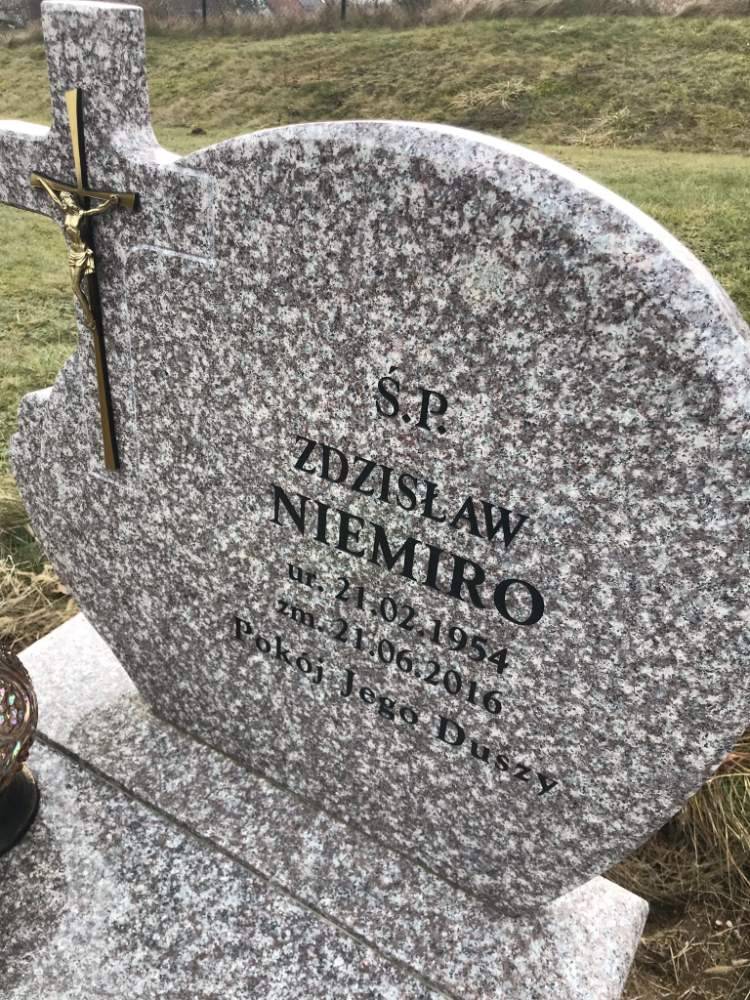 Ś.P.
ZDZISŁAW
NIEMIRO
ur. 21.02.1954
zm. 21.06.2016
Pokój Jego Duszy